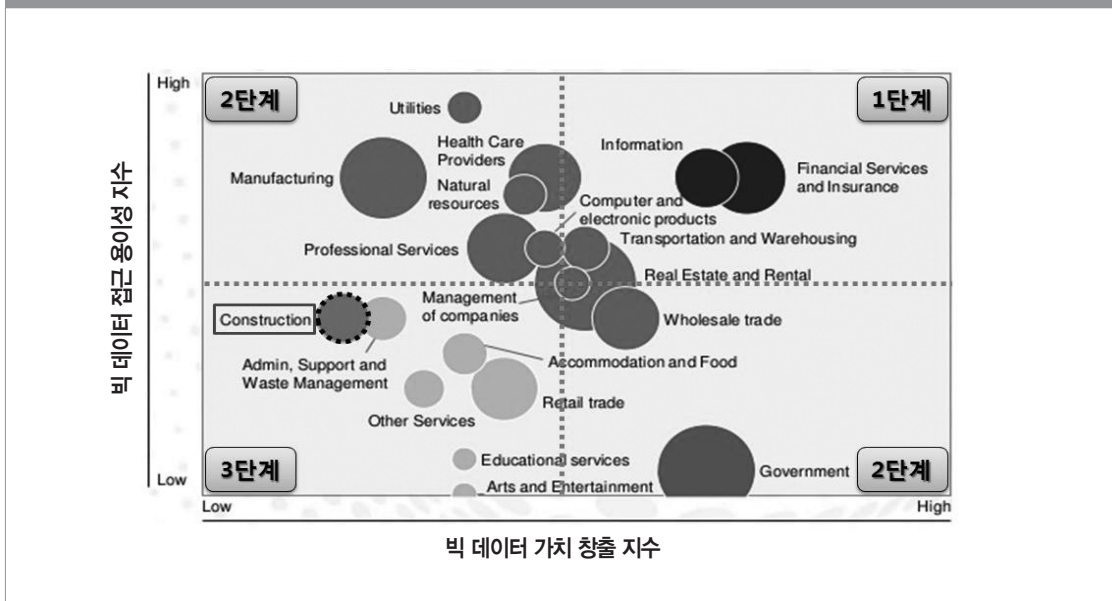 High
2단계
1단계
Utilities
Health Care
Providers
Information
Manufacturing
Natural
resources
Financial Services
and Insurance
Computer and
electronic products
Professional Services
Transportation and Warehousing
Real Estate and Rental
Management
of companies
Construction
Wholesale trade
Admin, Support and
Waste Management
Accommodation and Food
Other Services
Retail trade
3단계
Educational services
Government
2단계
Arts and Entertainment
Low
Low
High
빅 데이터 접근 용이성 지수
빅 데이터 가치 창출 지수